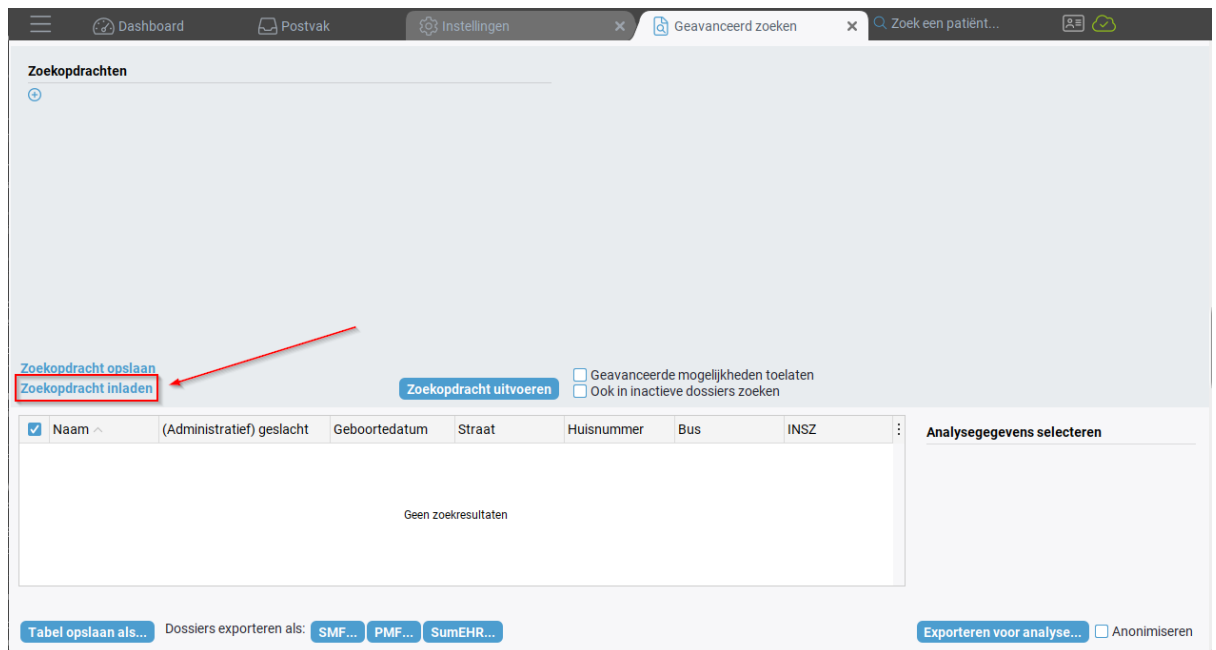 Dashboard Postvak Instellingen Geavanceerd zoeken Zoek een patiënt...
Zoekopdrachten
Zoekopdracht opslaan
Zoekopdracht inladen
Zoekopdracht uitvoeren
Geavanceerde mogelijkheden toelaten
Ook in inactieve dossiers zoeken
Naam (Administratief) geslacht Geboortedatum Straat Huisnummer Bus INSZ
Analysegegevens selecteren
Geen zoekresultaten
Tabel opslaan als... Dossiers exporteren als: SMF... PMF... SumEHR... Exporteren voor analyse... Anonimiseren